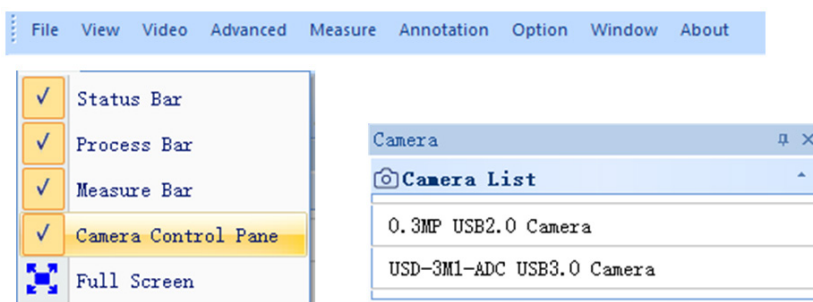 File View Video Advanced Measure Annotation Option Window About
Status Bar
Process Bar
Measure Bar
Camera Control Pane
Full Screen
Camera
Camera List
0.3MP USB2.0 Camera
USD-3M1-ADC USB3.0 Camera